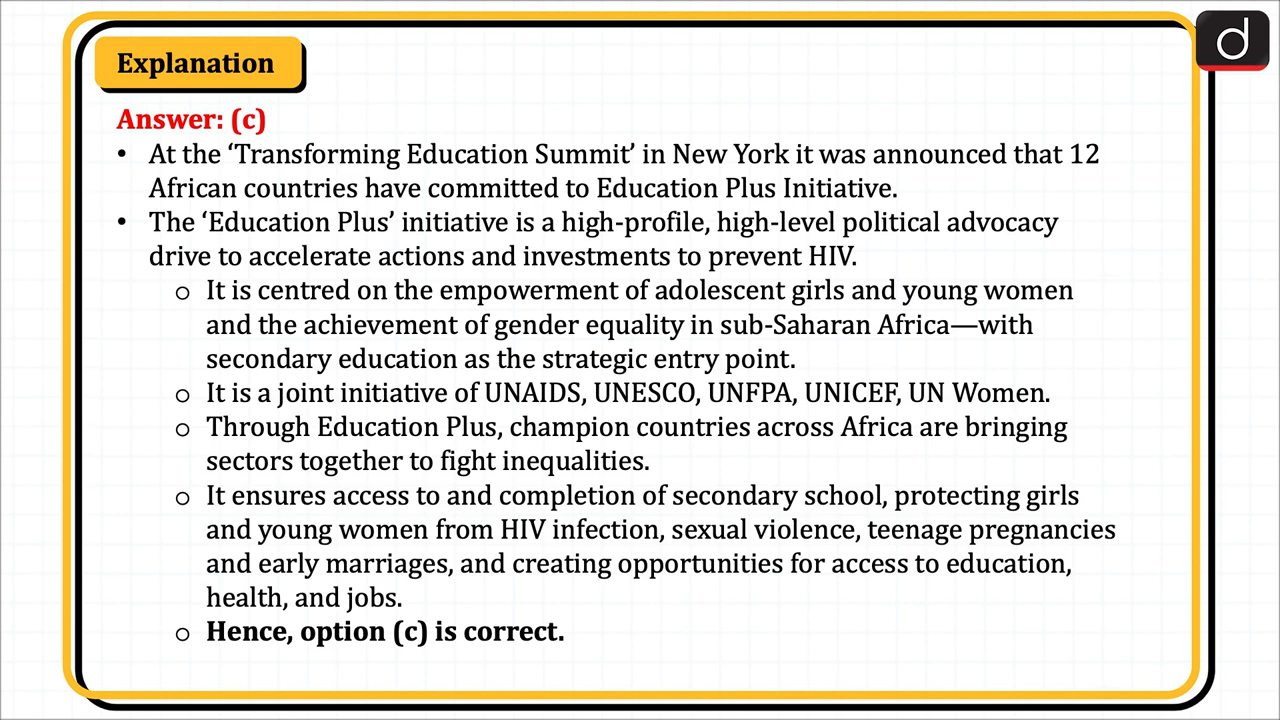 Explanation
d
Answer: (c)
• At the ‘Transforming Education Summit’ in New York it was announced that 12
African countries have committed to Education Plus Initiative.
• The ‘Education Plus’ initiative is a high-profile, high-level political advocacy
drive to accelerate actions and investments to prevent HIV.
o It is centred on the empowerment of adolescent girls and young women
and the achievement of gender equality in sub-Saharan Africa—with
secondary education as the strategic entry point.
o It is a joint initiative of UNAIDS, UNESCO, UNFPA, UNICEF, UN Women.
o Through Education Plus, champion countries across Africa are bringing
sectors together to fight inequalities.
o It ensures access to and completion of secondary school, protecting girls
and young women from HIV infection, sexual violence, teenage pregnancies
and early marriages, and creating opportunities for access to education,
health, and jobs.
o Hence, option (c) is correct.